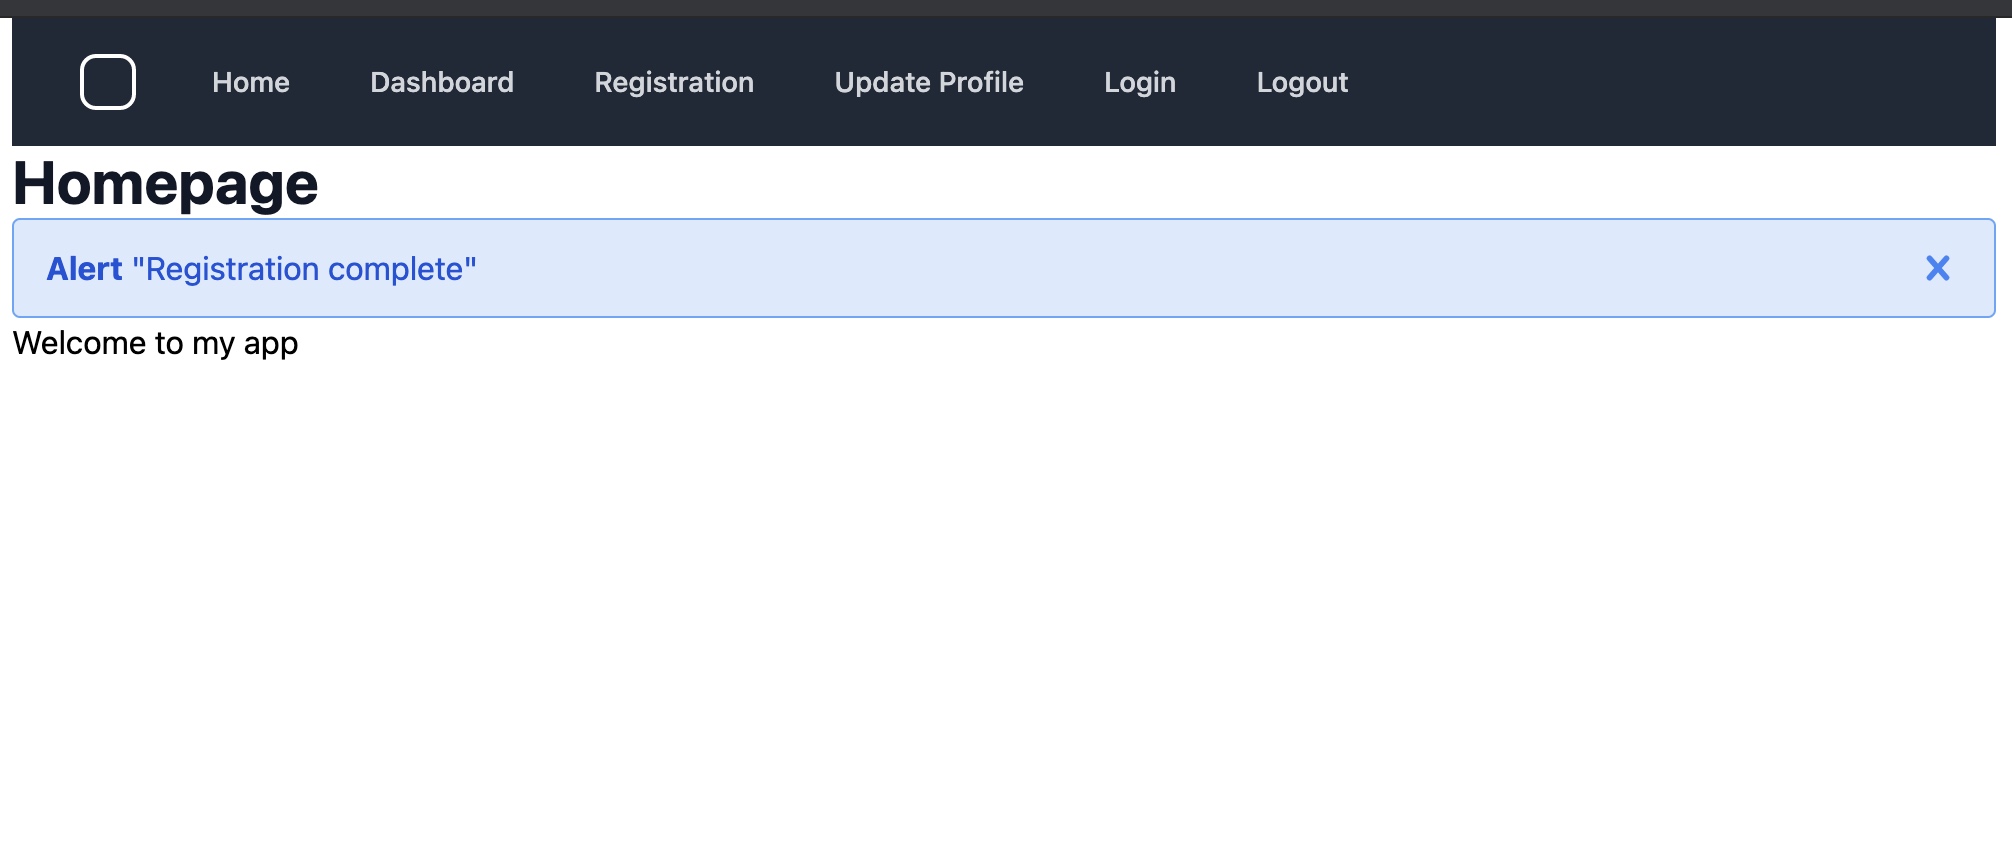 Home Dashboard Registration Update Profile Login Logout
Homepage
Alert "Registration complete"
Welcome to my app